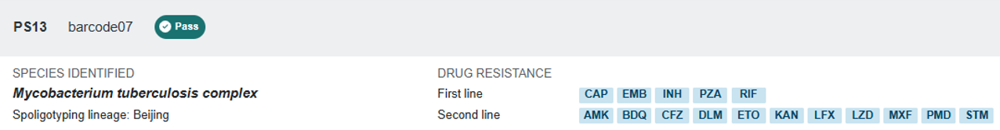 PS13 barcode07 Pass
SPECIES IDENTIFIED
Mycobacterium tuberculosis complex
Spoligotyping lineage: Beijing
DRUG RESISTANCE
First line CAP EMB INH PZA RIF
Second line AMK BDQ CFZ DLM ETO KAN LFX LZD MXF PMD STM